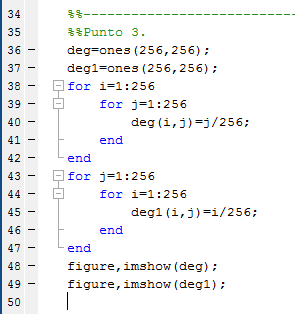 34 %%-----------------------------
35 %%Punto 3.
36 deg=ones(256,256);
37 deg1=ones(256,256);
38 for i=1:256
39 for j=1:256
40 deg(i,j)=j/256;
41 end
42 end
43 for j=1:256
44 for i=1:256
45 deg1(i,j)=i/256;
46 end
47 end
48 figure,imshow(deg);
49 figure,imshow(deg1);
50